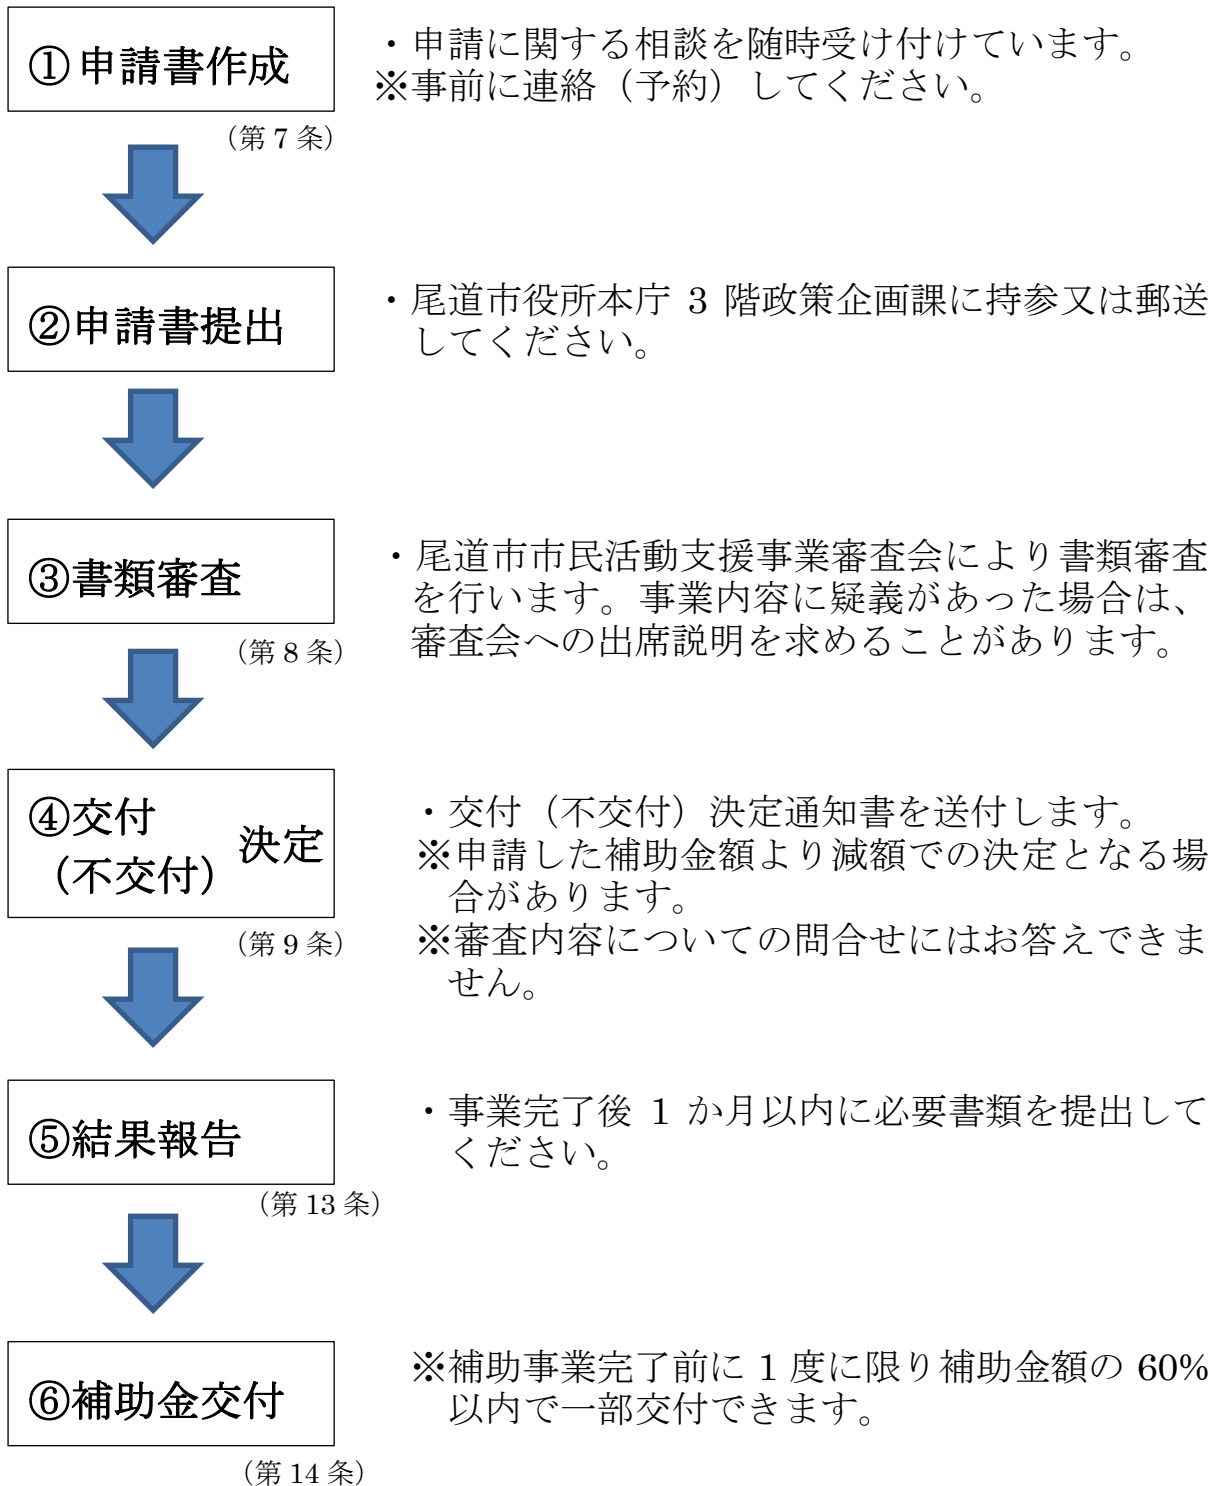 ①申請書作成
・申請に関する相談を随時受け付けています。
※事前に連絡（予約）してください。
（第 7 条）
②申請書提出
・尾道市役所本庁 3 階政策企画課に持参又は郵送
してください。
③書類審査
・尾道市市民活動支援事業審査会により書類審査
を行います。事業内容に疑義があった場合は、
審査会への出席説明を求めることがあります。
（第 8 条）
④交付
（不交付）
決定
・交付（不交付）決定通知書を送付します。
※申請した補助金額より減額での決定となる場
合があります。
※審査内容についての問合せにはお答えできま
せん。
（第 9 条）
⑤結果報告
・事業完了後 1 か月以内に必要書類を提出して
ください。
（第 13 条）
⑥補助金交付
※補助事業完了前に 1 度に限り補助金額の 60%
以内で一部交付できます。
（第 14 条）